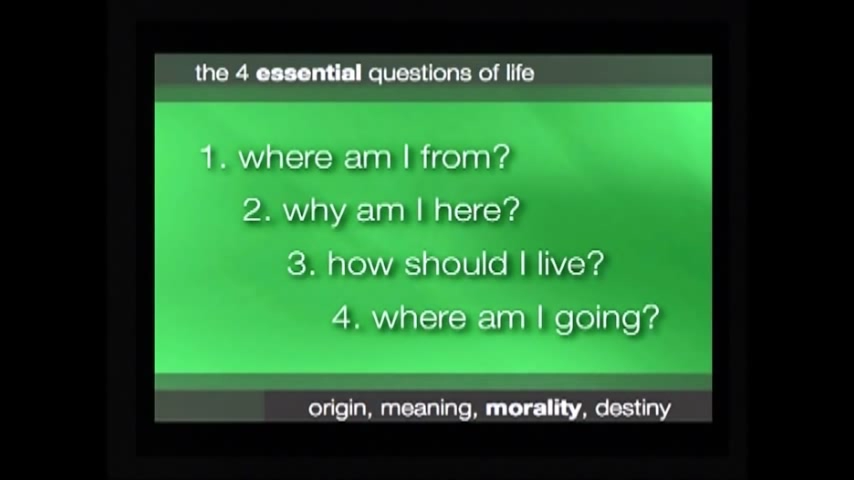 the 4 essential questions of life
1. where am I from?
2. why am I here?
3. how should I live?
4. where am I going?
origin, meaning, morality, destiny